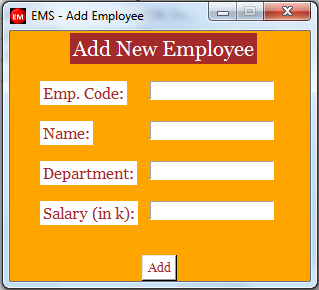 EM EMS - Add Employee
Add New Employee
Emp. Code:
Name:
Department:
Salary (in k):
Add